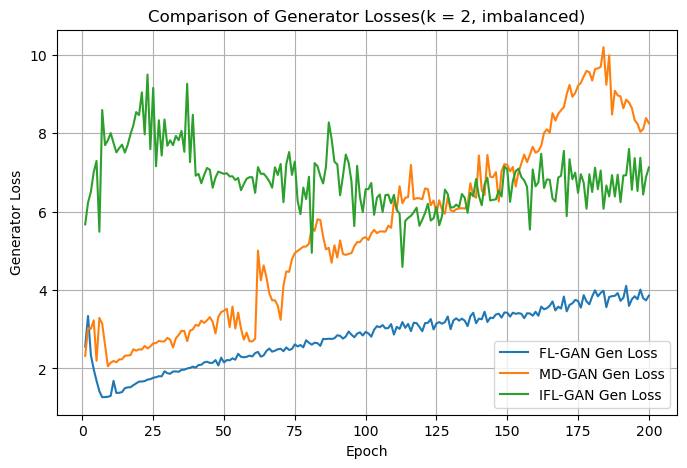 Comparison of Generator Losses(k = 2, imbalanced)
Generator Loss
10
8
6
4
2
0
25
50
75
100
125
150
175
200
Epoch
FL-GAN Gen Loss
MD-GAN Gen Loss
IFL-GAN Gen Loss